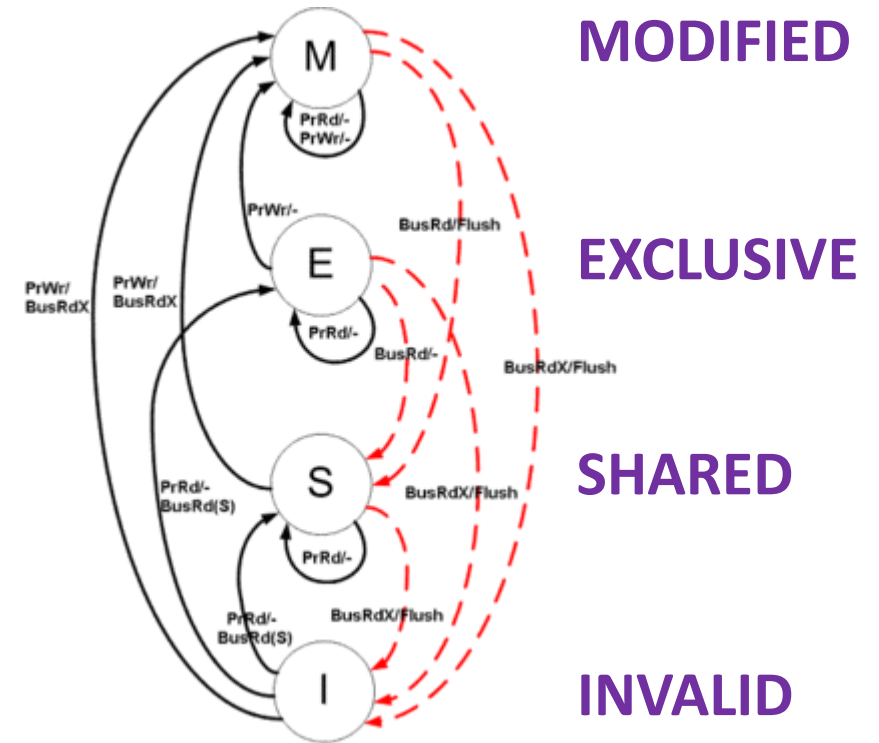 M
MODIFIED
PrRd/-
PrWr/-
PrWr/-
BusRd/Flush
E
EXCLUSIVE
PrWr/
BusRdX
PrWr/
BusRdX
PrRd/-
BusRd/-
BusRdX/Flush
S
SHARED
PrRd/-
BusRd(S)
BusRdX/Flush
PrRd/-
PrRd/-
BusRd(S)
BusRdX/Flush
I
INVALID